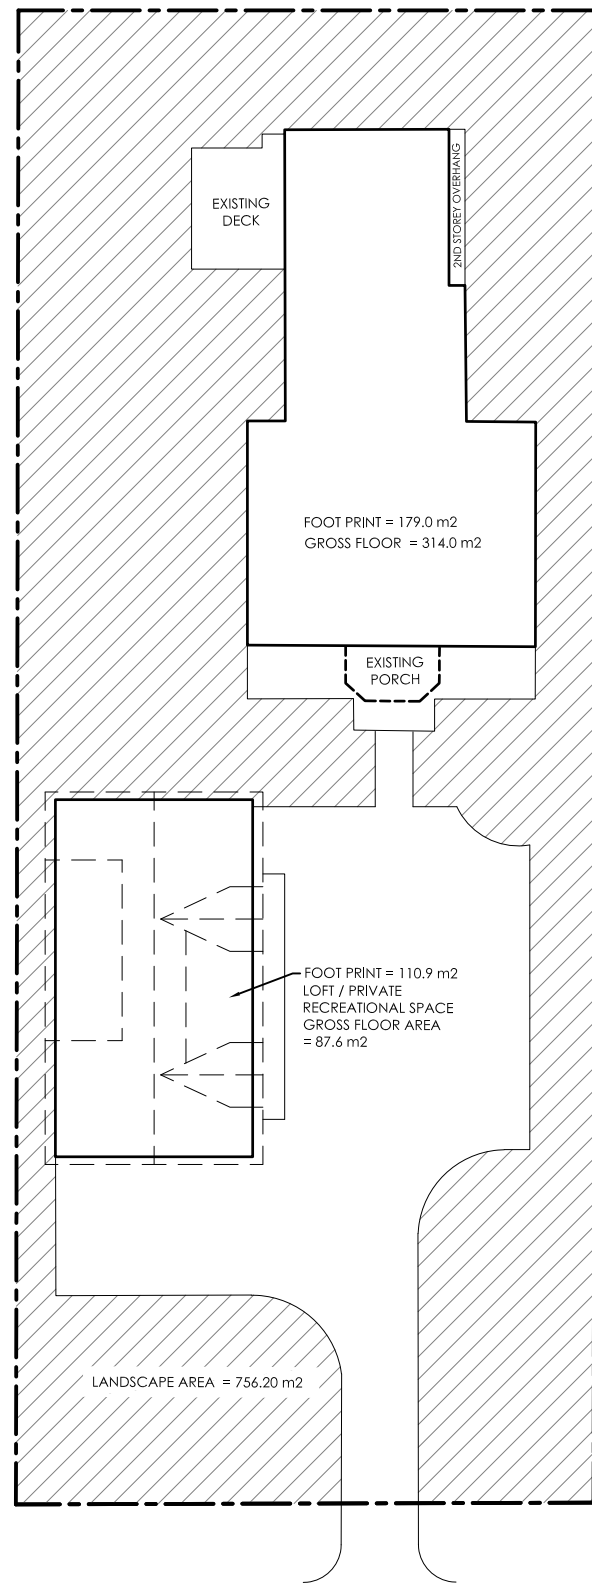 EXISTING
DECK
2ND STOREY OVERHANG
FOOT PRINT = 179.0 m2
GROSS FLOOR = 314.0 m2
EXISTING
PORCH
FOOT PRINT = 110.9 m2
LOFT / PRIVATE
RECREATIONAL SPACE
GROSS FLOOR AREA
= 87.6 m2
LANDSCAPE AREA = 756.20 m2